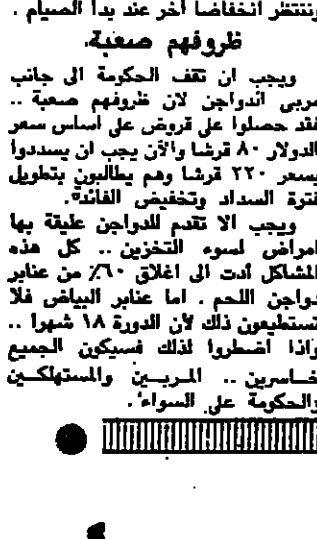 وننتظر انخفاضا آخر عند بدأ الصيام .
ظروفهم صعبة.
ويجب ان تقف الحكومة الى جانب
مربى الدواجن لان ظروفهم صعبة ..
فقد حصلوا على قروض على اساس سعر
الدولار ٨٠ قرشا والآن يجب ان يسددوا
بسعر ٢٢٠ قرشا وهم يطالبون بتطويل
فترة السداد وتخفيض الفائدة.
ويجب الا تقدم للدواجن عليقة بها
امراض لسوء التخزين .. كل هذه
المشاكل أدت الى اغلاق ٦٠٪ من عنابر
دواجن اللحم . اما عنابر البياض فلا
تستطيعون ذلك لأن الدورة ١٨ شهرا ..
واذا اضطروا لذلك فسيكون الجميع
خاسرين .. المربين والمستهلكين
والحكومة على السواء .